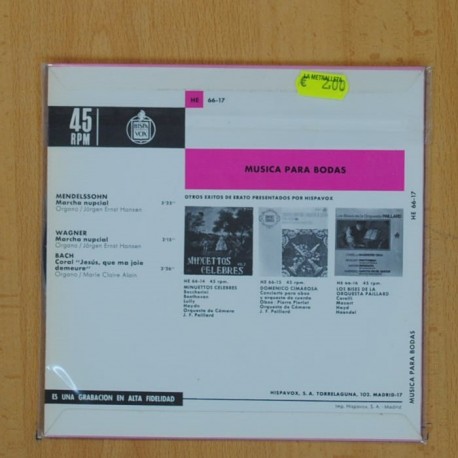 LA METRALLETA
€ 2,00
45
RPM
HISPA
VOX
HE 66-17
MUSICA PARA BODAS
MENDELSSOHN
Marcha nupcial
Organo / Jürgen Ernst Hansen
WAGNER
Marcha nupcial
Organo / Jürgen Ernst Hansen
BACH
Coral "Jesús, que ma joie
demeure"
Organo / Marie Claire Alain
OTROS EXITOS DE ERATO PRESENTADOS POR HISPAVOX
MINUETTOS
CELEBRES
HE 66-14 45 rpm.
MINUETTOS CELEBRES
Boccherini
Beethoven
Lully
Haydn
Orquesta de Cámara
J. F. Paillard
HE 66-15 45 rpm.
DOMENICO CIMAROSA
Concierto para oboe
y orquesta de cuerda
Oboe: Pierre Pierlot
Orquesta de Cámara
J. F. Paillard
HE 66-16 45 rpm.
LOS BISES DE LA
ORQUESTA PAILLARD
Corelli
Mozart
Haendel
ES UNA GRABACION EN ALTA FIDELIDAD
HISPAVOX, S. A. TORRELAGUNA, 102, MADRID-17
Imp. Hispavox, S. A. - Madrid
HE 66-17
MUSICA PARA BODAS